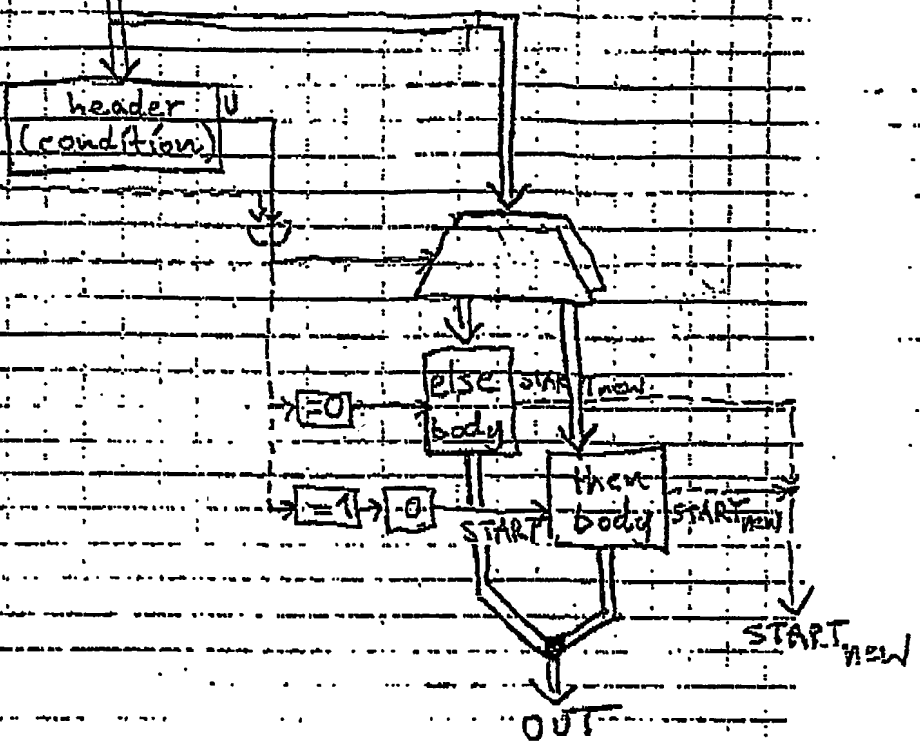 header
(condition)
U
else
body
START new
=0
then
body
START new
=1
0
START
START new
OUT